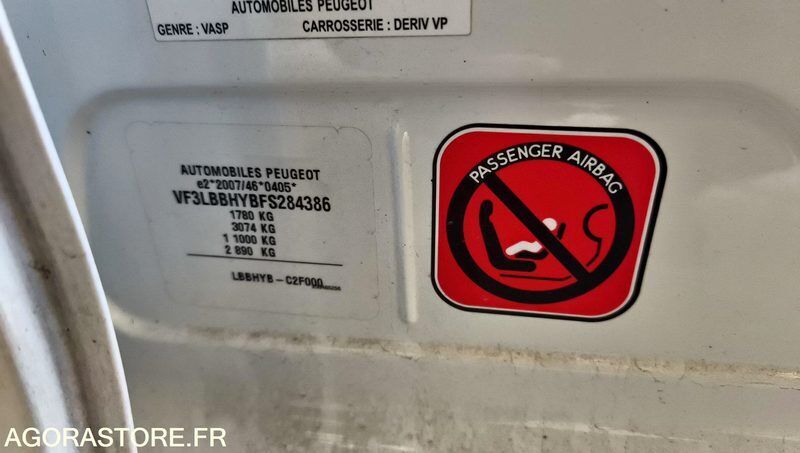 AUTOMOBILES PEUGEOT
GENRE : VASP CARROSSERIE : DERIV VP
AUTOMOBILES PEUGEOT
e2*2007/46*0405*
VF3LBBHYBFS284386
1780 KG
3074 KG
1 1000 KG
2 890 KG
LBBHYB - C2F000
PASSENGER AIRBAG
AGORASTORE.FR